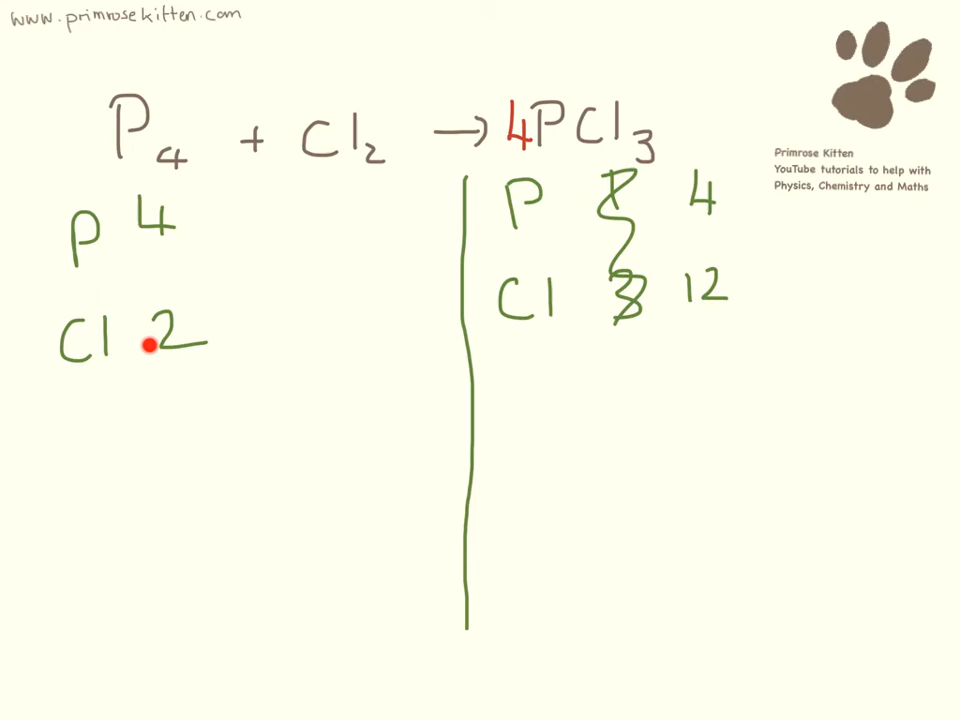 www.primrosekitten.com
P₄ + Cl₂ → 4PCl₃
Primrose Kitten
YouTube tutorials to help with
Physics, Chemistry and Maths
P 4
Cl 2
P 4
Cl 3 12